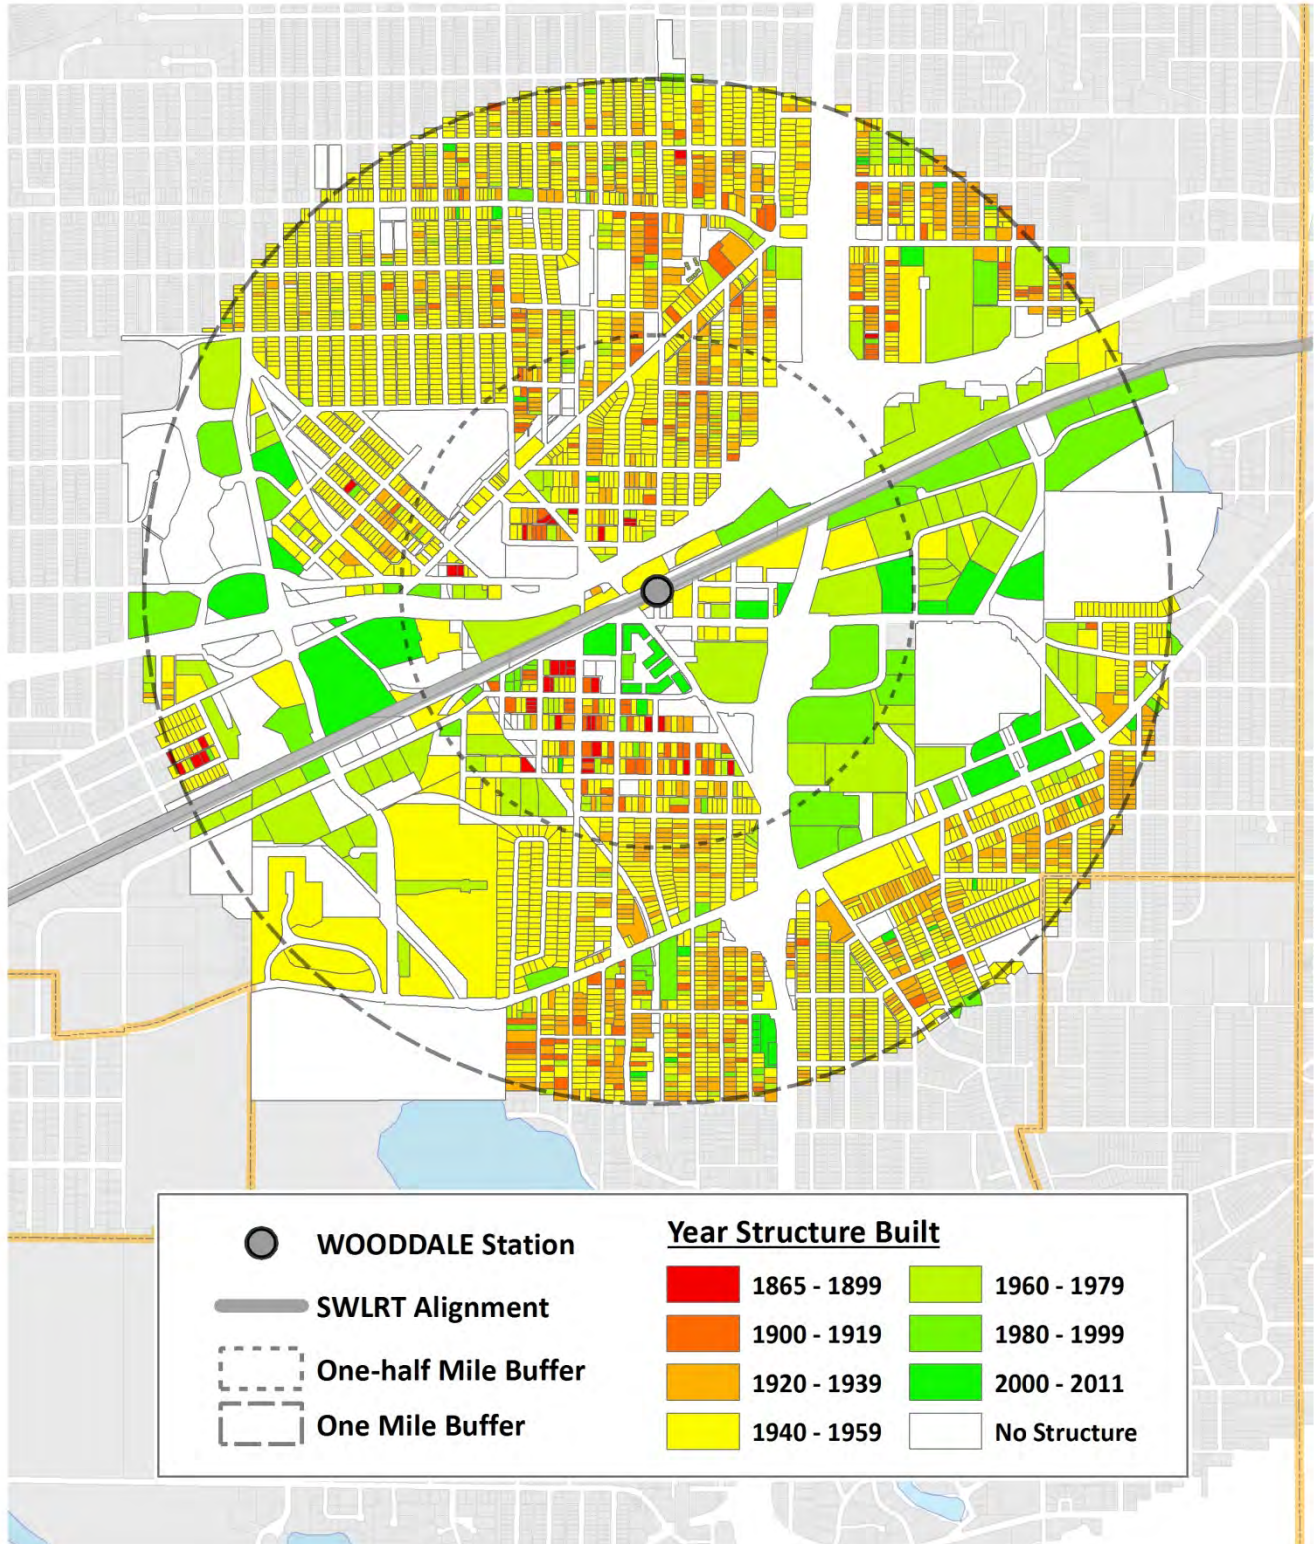 WOODDALE Station
SWLRT Alignment
One-half Mile Buffer
One Mile Buffer
Year Structure Built
1865 - 1899
1900 - 1919
1920 - 1939
1940 - 1959
1960 - 1979
1980 - 1999
2000 - 2011
No Structure